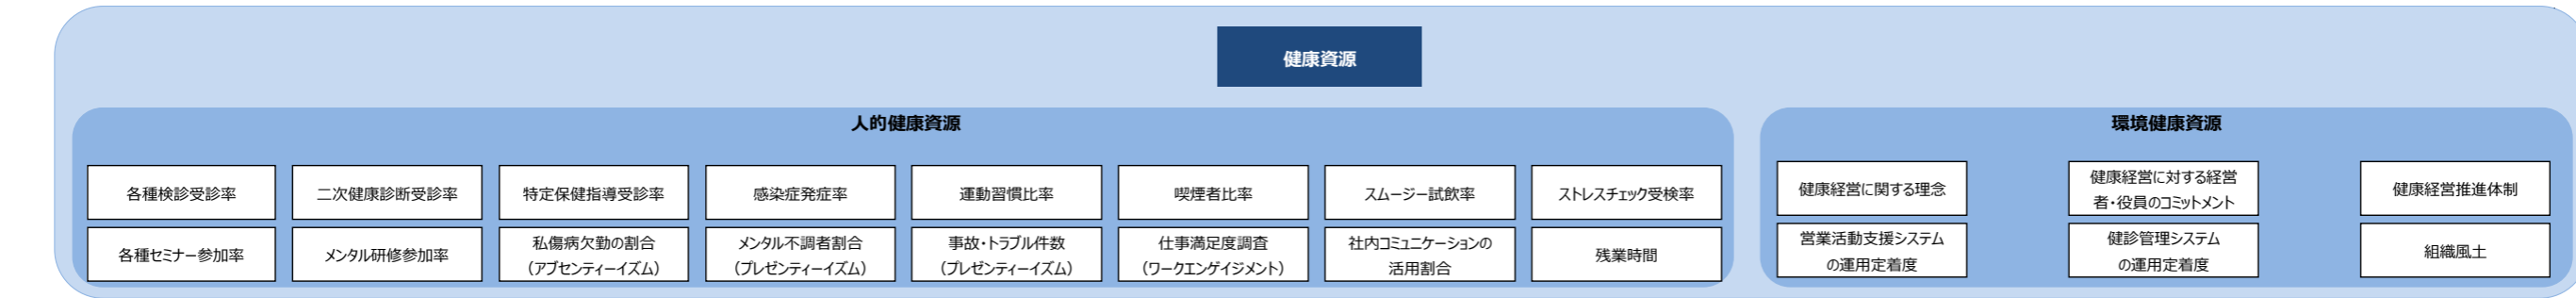 健康資源
人的健康資源
各種検診受診率
二次健康診断受診率
特定保健指導受診率
感染症発症率
運動習慣比率
喫煙者比率
スムージー試飲率
ストレスチェック受検率
各種セミナー参加率
メンタル研修参加率
私傷病欠勤の割合
(アブセンティーイズム)
メンタル不調者割合
(プレゼンティーイズム)
事故・トラブル件数
(プレゼンティーイズム)
仕事満足度調査
(ワークエンゲイジメント)
社内コミュニケーションの
活用割合
残業時間
環境健康資源
健康経営に関する理念
健康経営に対する経営
者・役員のコミットメント
健康経営推進体制
営業活動支援システム
の運用定着度
健診管理システム
の運用定着度
組織風土